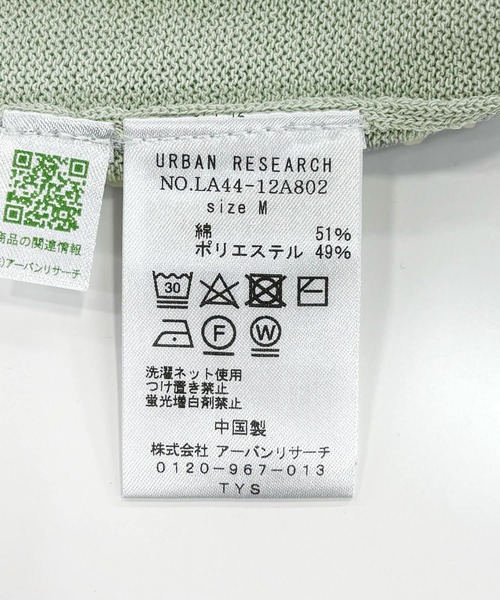 URBAN RESEARCH
NO.LA44-12A802
size M
綿 51%
ポリエステル 49%
30
F W
洗濯ネット使用
つけ置き禁止
蛍光増白剤禁止
中国製
株式会社 アーバンリサーチ
0120-967-013
TYS
商品の関連情報
アーバンリサーチ